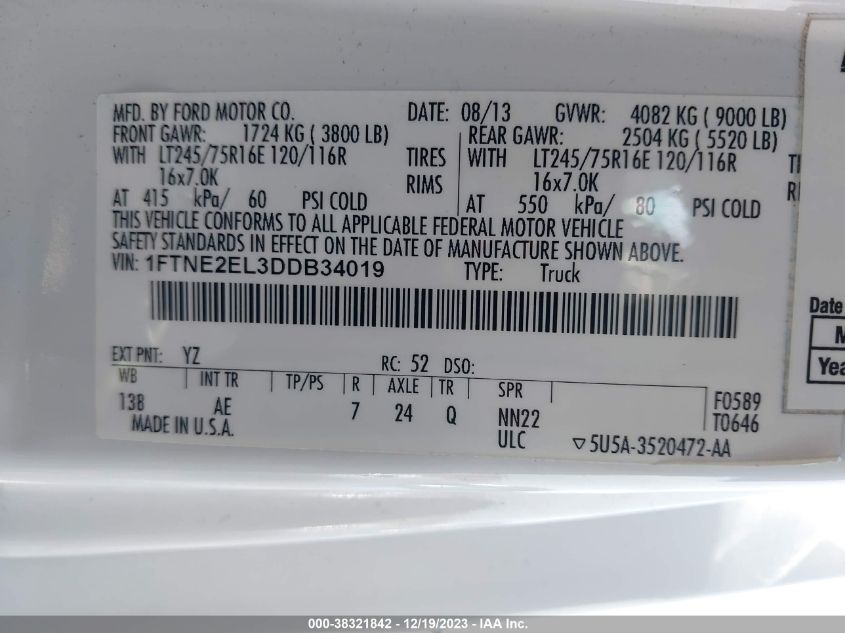 MFD. BY FORD MOTOR CO. DATE: 08/13 GVWR: 4082 KG ( 9000 LB)
FRONT GAWR: 1724 KG ( 3800 LB) REAR GAWR: 2504 KG ( 5520 LB)
WITH LT245/75R16E 120/116R TIRES WITH LT245/75R16E 120/116R
16x7.0K RIMS 16x7.0K
AT 415 kPa/ 60 PSI COLD AT 550 kPa/ 80 PSI COLD
THIS VEHICLE CONFORMS TO ALL APPLICABLE FEDERAL MOTOR VEHICLE
SAFETY STANDARDS IN EFFECT ON THE DATE OF MANUFACTURE SHOWN ABOVE.
VIN: 1FTNE2EL3DDB34019 TYPE: Truck
EXT PNT: YZ RC: 52 DSO:
WB INT TR TP/PS R AXLE TR SPR
138 AE 7 24 Q NN22 F0589
ULC T0646
MADE IN U.S.A. 5U5A-3520472-AA
Date
000-38321842 - 12/19/2023 - IAA Inc.